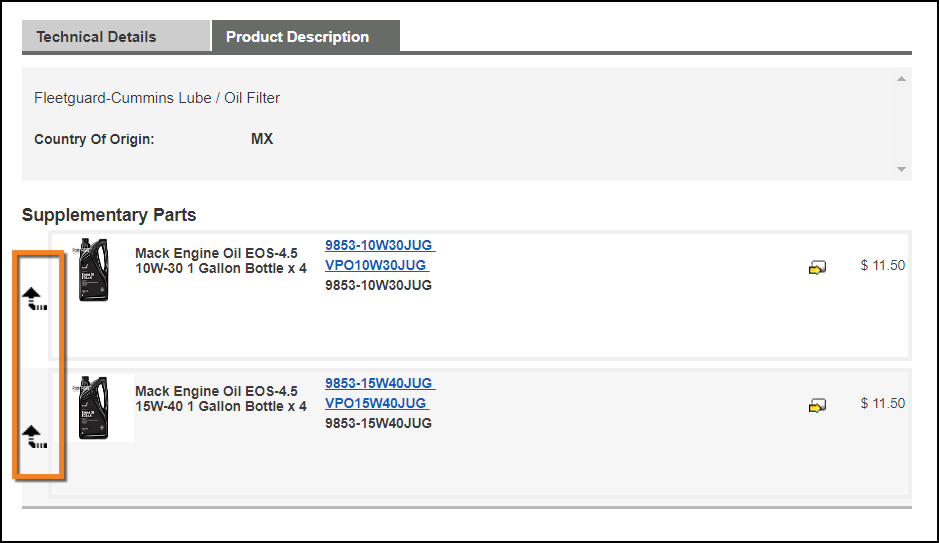 Technical Details
Product Description
Fleetguard-Cummins Lube / Oil Filter
Country Of Origin: MX
Supplementary Parts
Mack Engine Oil EOS-4.5
10W-30 1 Gallon Bottle x 4
9853-10W30JUG
VPO10W30JUG
9853-10W30JUG
$ 11.50
Mack Engine Oil EOS-4.5
15W-40 1 Gallon Bottle x 4
9853-15W40JUG
VPO15W40JUG
9853-15W40JUG
$ 11.50